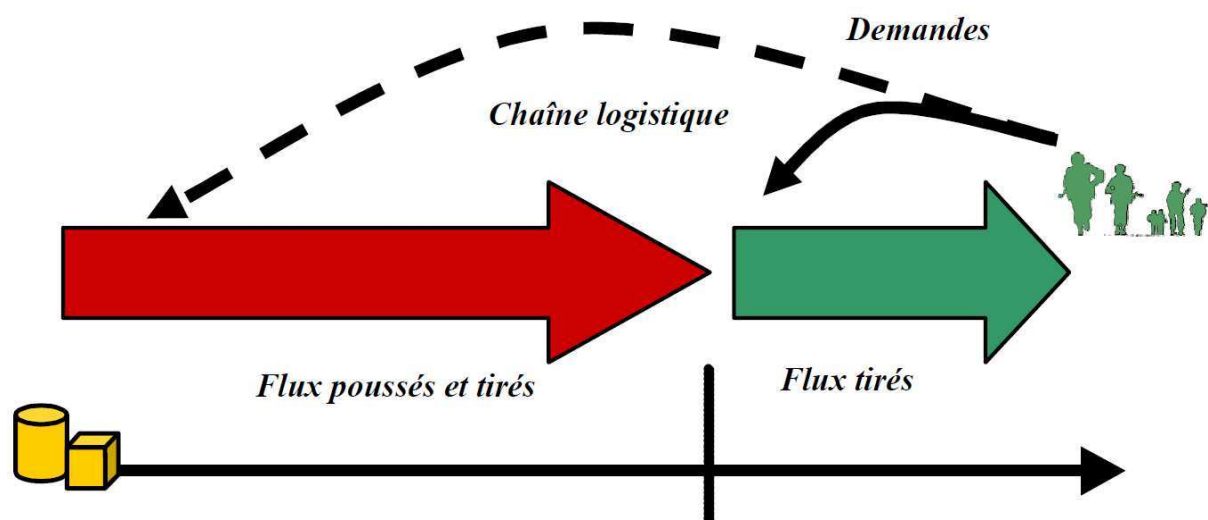 Demandes
Chaîne logistique
Flux poussés et tirés
Flux tirés